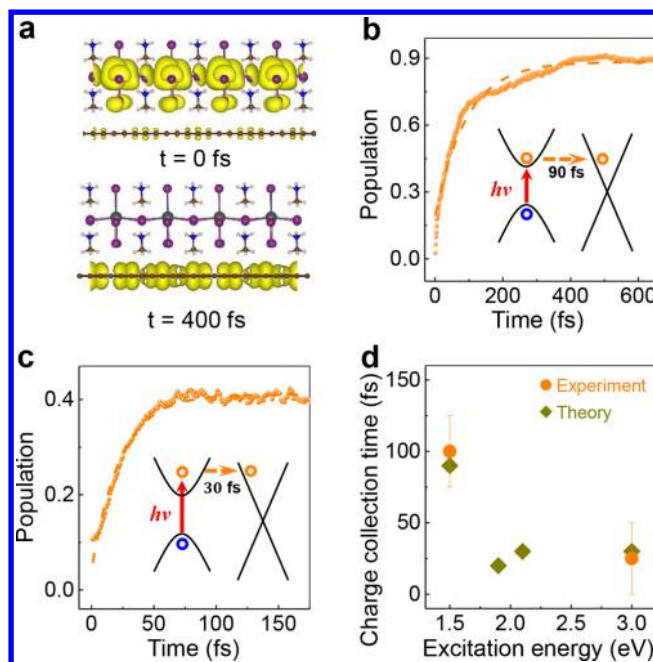 a
t = 0 fs
t = 400 fs
b
Population
0.9
0.6
0.3
0.0
hν
90 fs
0
200
400
600
Time (fs)
c
Population
0.4
0.2
0.0
hν
30 fs
0
50
75
100
150
Time (fs)
d
Charge collection time (fs)
150
100
50
0
Experiment
Theory
1.5
2.0
2.5
3.0
Excitation energy (eV)